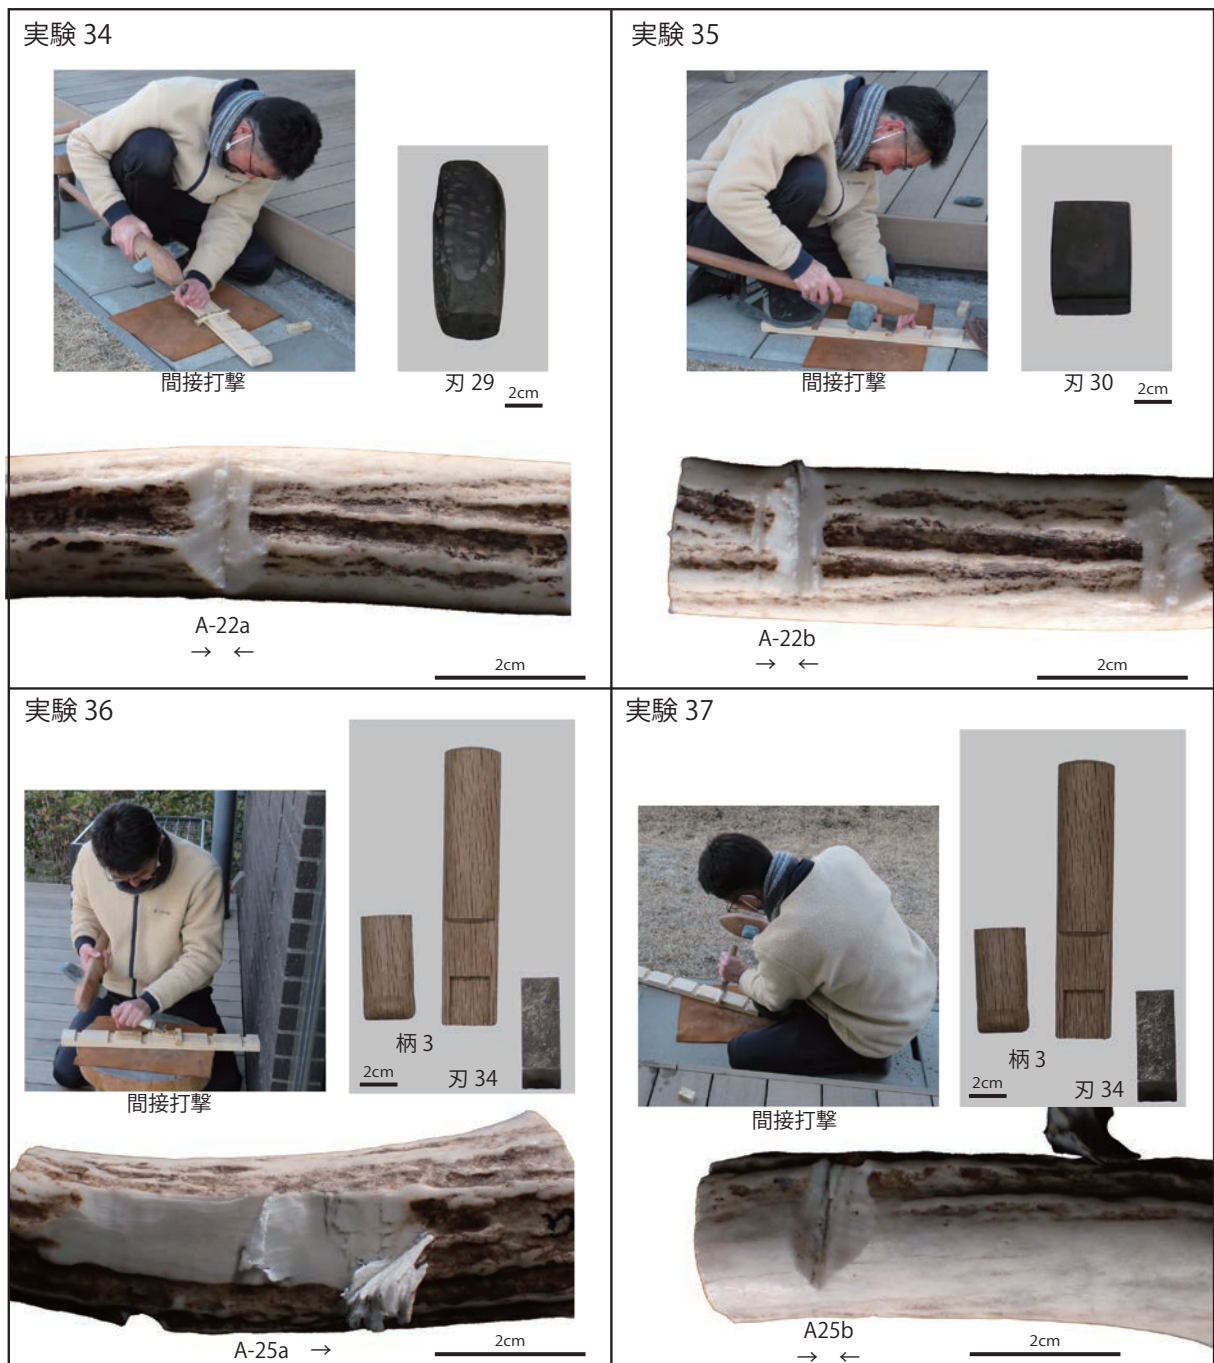 実験 34
間接打撃
刃 29
2cm
A-22a
→ ←
2cm
実験 35
間接打撃
刃 30
2cm
A-22b
→ ←
2cm
実験 36
間接打撃
柄 3
2cm
刃 34
A-25a →
2cm
実験 37
間接打撃
柄 3
2cm
刃 34
A25b
→ ←
2cm